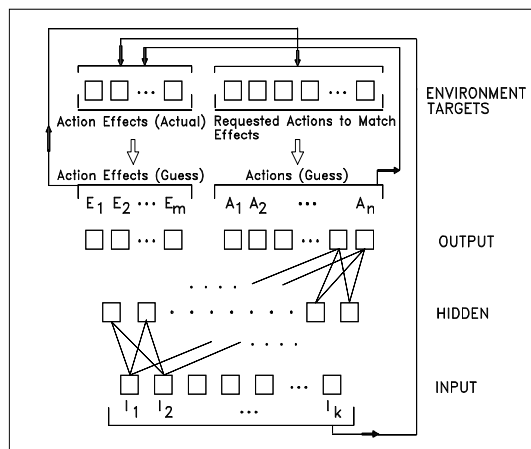 ENVIRONMENT
TARGETS
Action Effects (Actual)
Requested Actions to Match
Effects
Action Effects (Guess)
Actions (Guess)
E1 E2 ... Em
A1 A2 ... An
OUTPUT
HIDDEN
INPUT
I1 I2 ... Ik